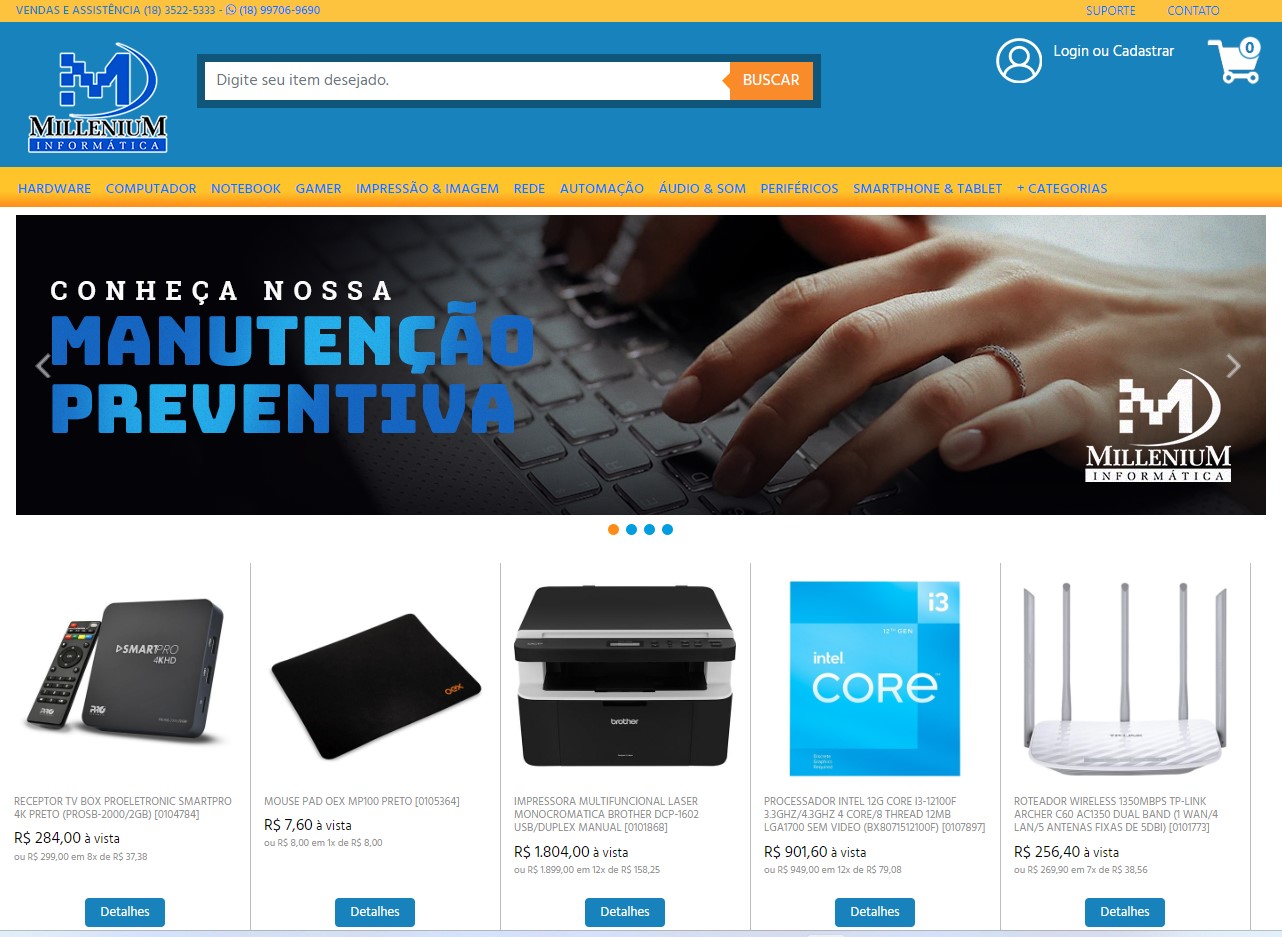 VENDAS E ASSISTÊNCIA (18) 3522-5333 - (18) 99706-9690
SUPORTE
CONTATO
MILLENIUM
INFORMÁTICA
Digite seu item desejado.
BUSCAR
Login ou Cadastrar
0
HARDWARE COMPUTADOR NOTEBOOK GAMER IMPRESSÃO & IMAGEM REDE AUTOMAÇÃO ÁUDIO & SOM PERIFÉRICOS SMARTPHONE & TABLET + CATEGORIAS
CONHEÇA NOSSA
MANUTENÇÃO
PREVENTIVA
MILLENIUM
INFORMÁTICA
SMARTPRO
4KHD
PRO
oex
brother
i3
12TH GEN
intel
CORE
Discrete
Graphics
Required
TP-LINK
RECEPTOR TV BOX PROELETRONIC SMARTPRO
4K PRETO (PROSB-2000/2GB) [0104784]
R$ 284,00 à vista
ou R$ 299,00 em 8x de R$ 37,38
Detalhes
MOUSE PAD OEX MP100 PRETO [0105364]
R$ 7,60 à vista
ou R$ 8,00 em 1x de R$ 8,00
Detalhes
IMPRESSORA MULTIFUNCIONAL LASER
MONOCROMATICA BROTHER DCP-1602
USB/DUPLEX MANUAL [0101868]
R$ 1.804,00 à vista
ou R$ 1.899,00 em 12x de R$ 158,25
Detalhes
PROCESSADOR INTEL 12G CORE I3-12100F
3.3GHZ/4.3GHZ 4 CORE/8 THREAD 12MB
LGA1700 SEM VIDEO (BX8071512100F) [0107897]
R$ 901,60 à vista
ou R$ 949,00 em 12x de R$ 79,08
Detalhes
ROTEADOR WIRELESS 1350MBPS TP-LINK
ARCHER C60 AC1350 DUAL BAND (1 WAN/4
LAN/5 ANTENAS FIXAS DE 5DBI) [0101773]
R$ 256,40 à vista
ou R$ 269,90 em 7x de R$ 38,56
Detalhes